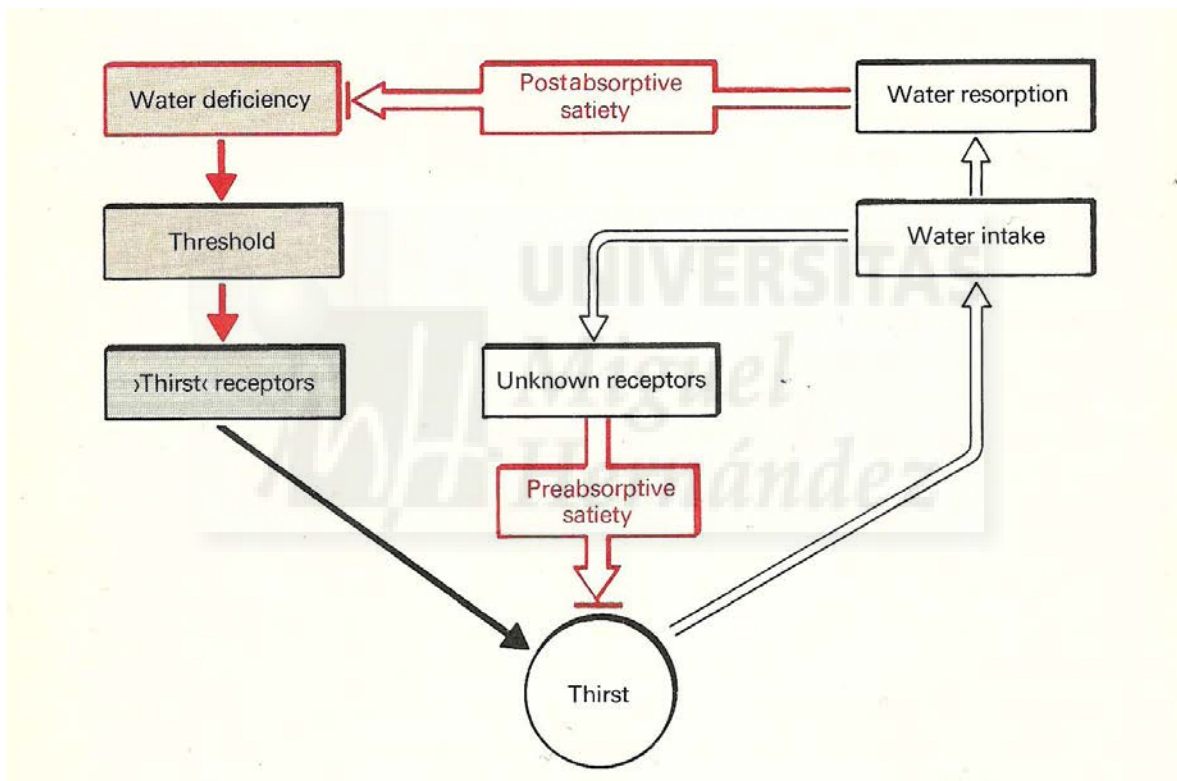 Water deficiency
Postabsorptive
satiety
Water resorption
Threshold
Water intake
UNIVERSITAS
Miguel
›Thirst‹ receptors
Unknown receptors
Hernández
Preabsorptive
satiety
Thirst